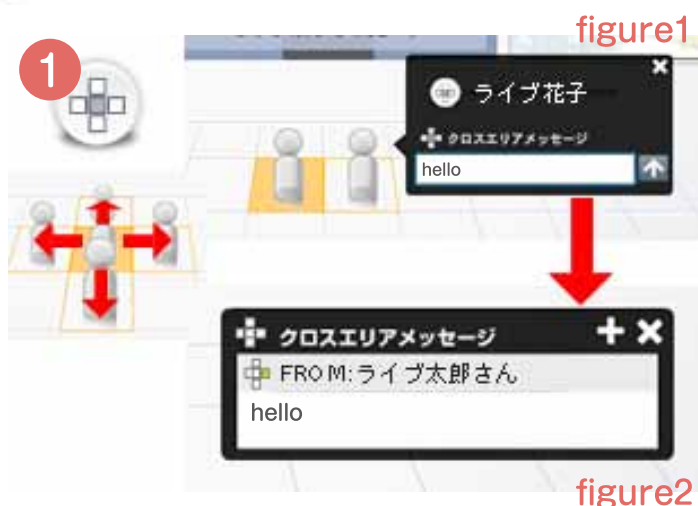 figure1
1
ライブ花子
クロスエリアメッセージ
hello
クロスエリアメッセージ
FROM:ライブ太郎さん
hello
figure2